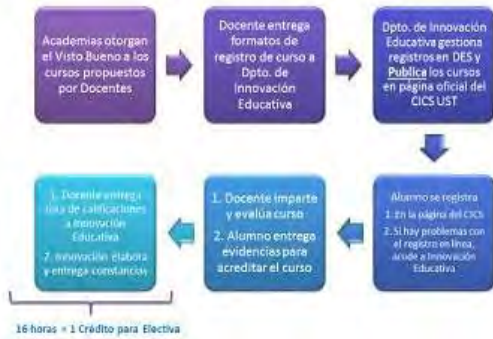 Academias otorgan
el Visto Bueno a los
cursos propuestos
por Docentes
Docente entrega
formatos de
registro de curso a
Dpto. de
Innovación
Educativa
Dpto. de Innovación
Educativa gestiona
registros en DES y
Publica los cursos
en página oficial del
CICS UST
Alumno se registra
1. En la página del CICS
2. Si hay problemas con
el registro en línea,
acude a Innovación
Educativa
1. Docente imparte
y evalúa curso
2. Alumno entrega
evidencias para
acreditar el curso
1. Docente entrega
lista de calificaciones
a Innovación
Educativa
2. Innovación elabora
y entrega constancias
16 horas = 1 Crédito para Electiva